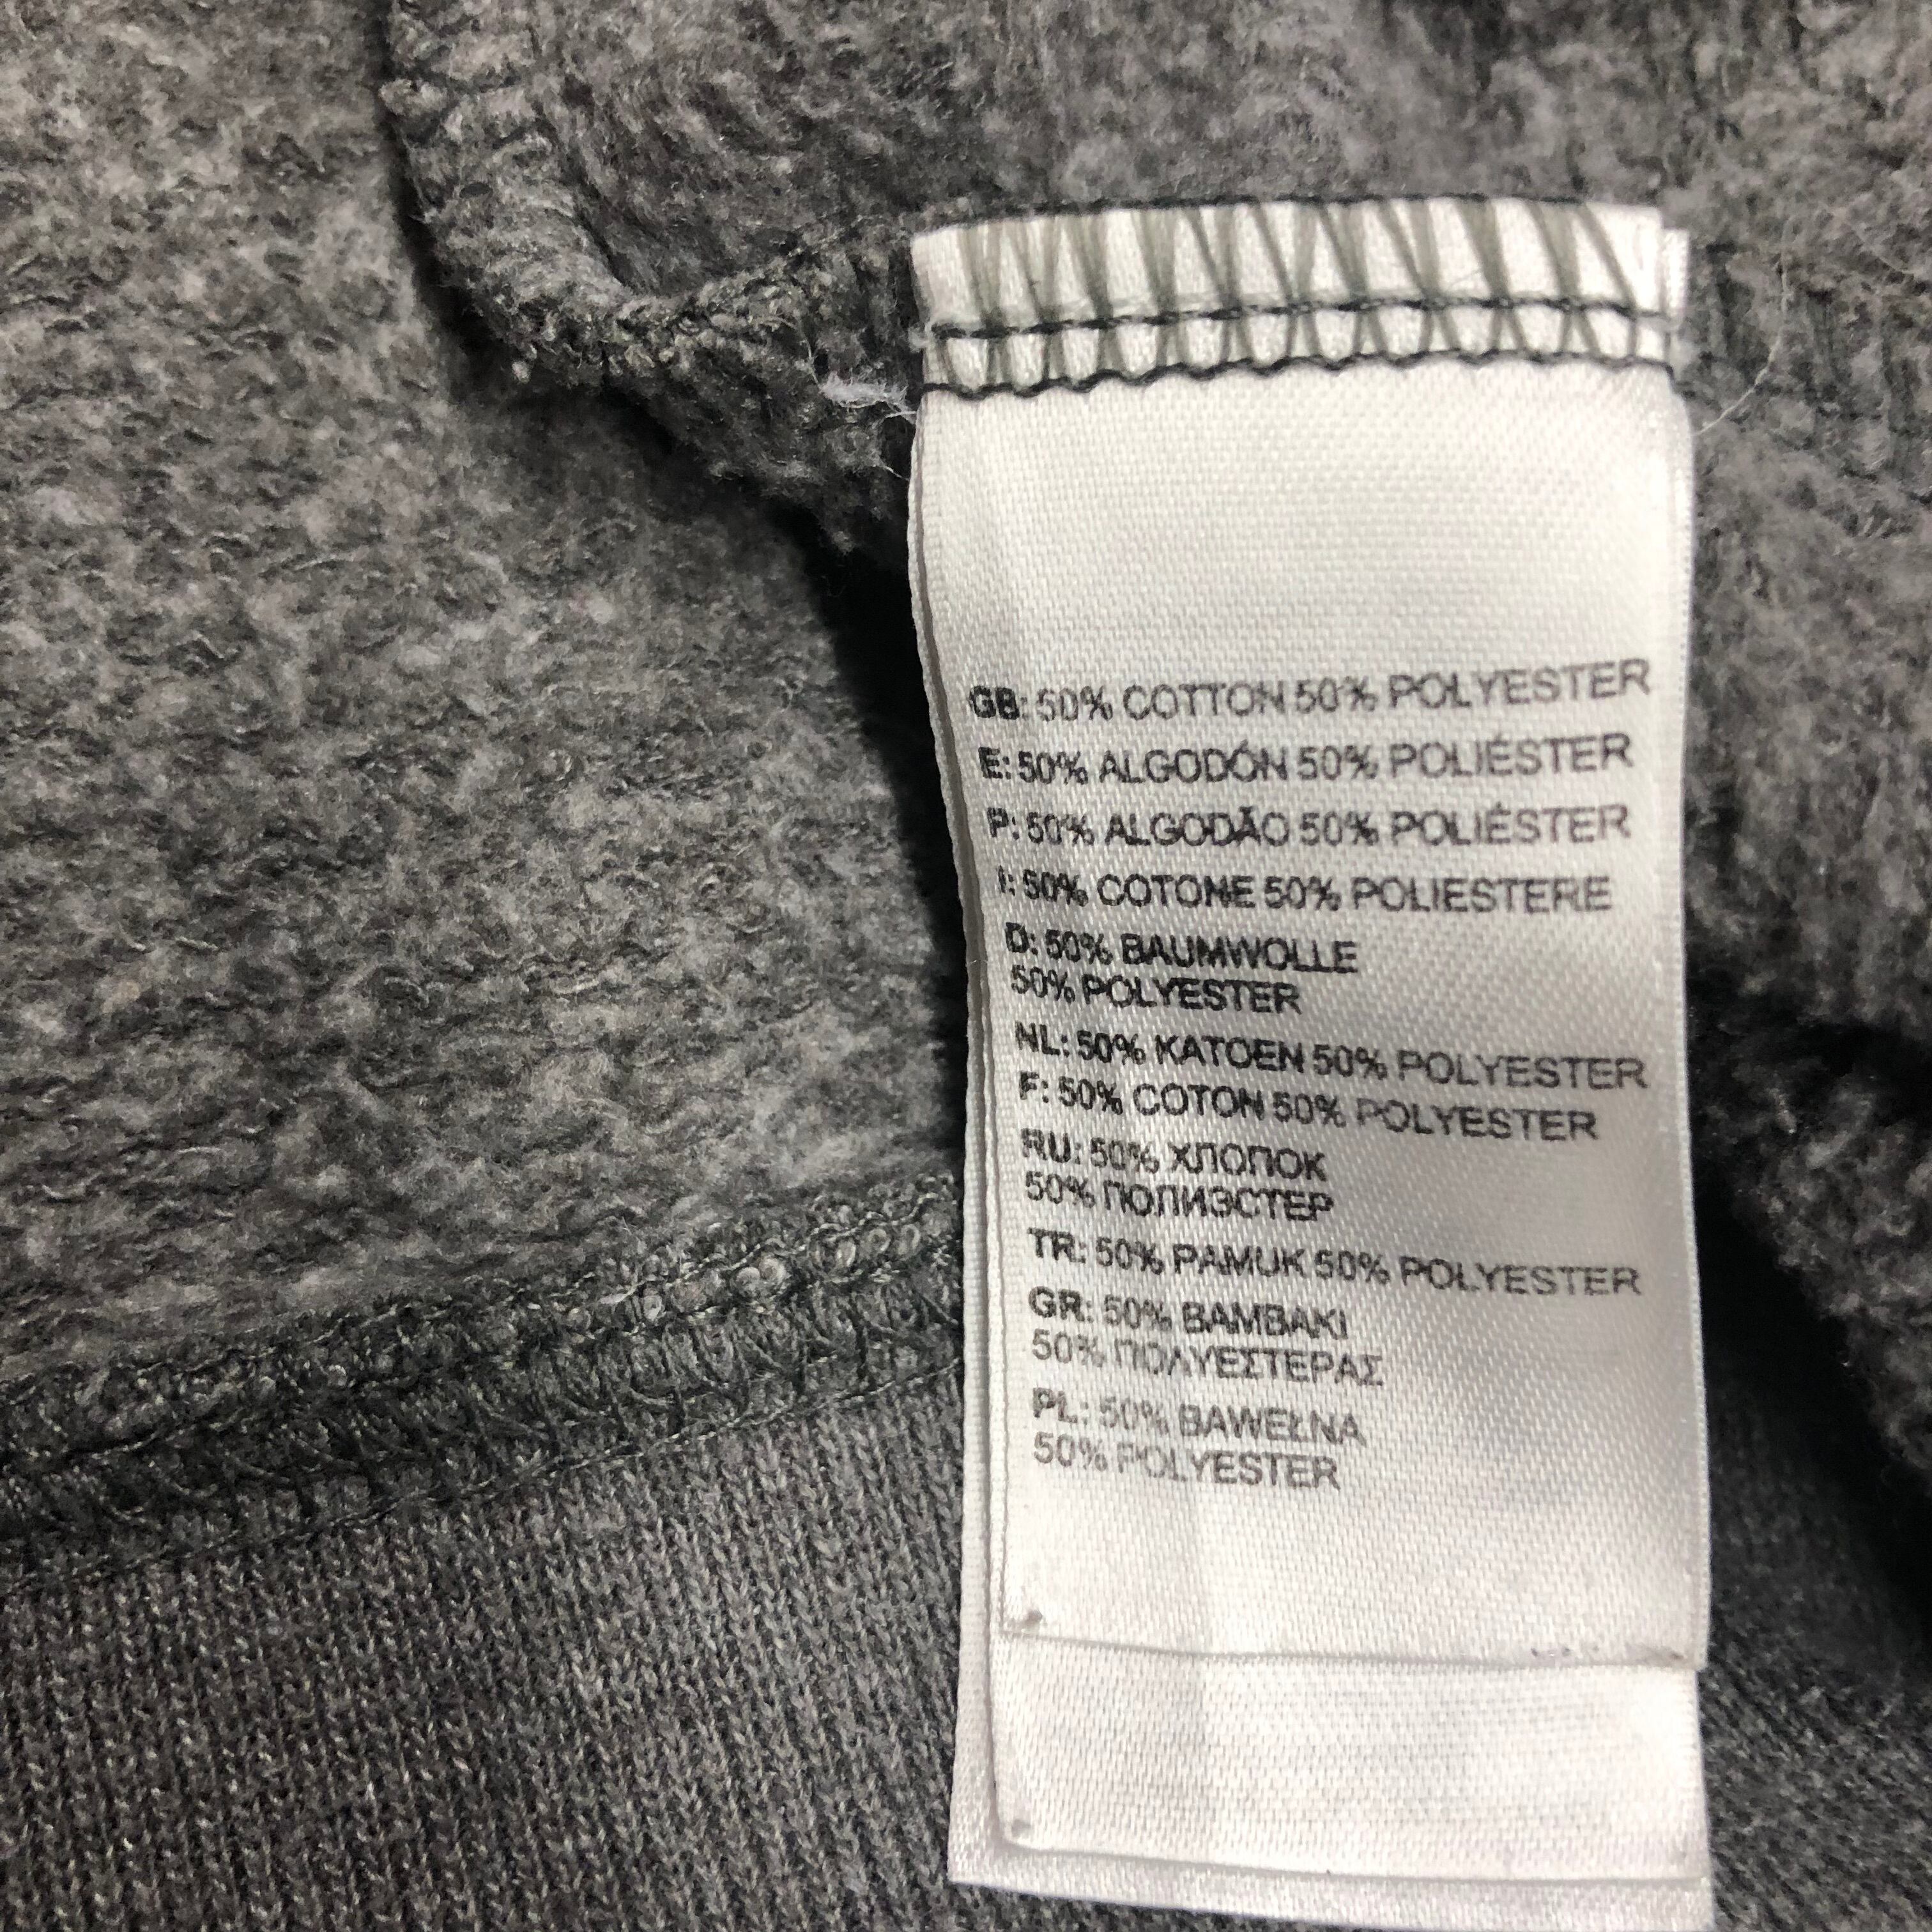 GB: 50% COTTON 50% POLYESTER
E: 50% ALGODÓN 50% POLIÉSTER
P: 50% ALGODÃO 50% POLIÉSTER
I: 50% COTONE 50% POLIESTERE
D: 50% BAUMWOLLE
50% POLYESTER
NL: 50% KATOEN 50% POLYESTER
F: 50% COTON 50% POLYESTER
RU: 50% ХЛОПОК
50% ПОЛИЭСТЕР
TR: 50% PAMUK 50% POLYESTER
GR: 50% BAMBAKI
50% ΠΟΛΥΕΣΤΕΡΑΣ
PL: 50% BAWEŁNA
50% POLYESTER